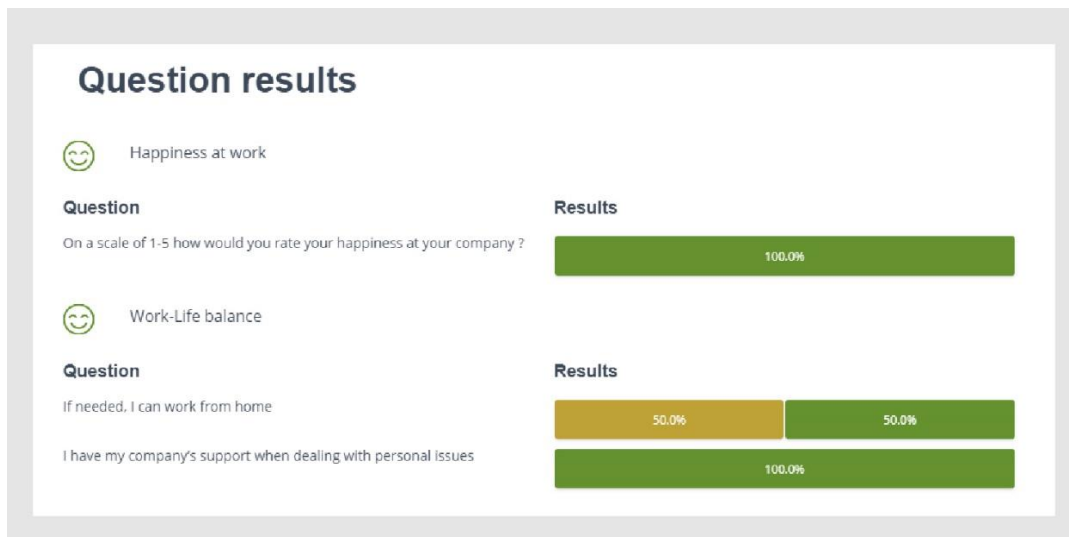 Question results
Happiness at work
Question
Results
On a scale of 1-5 how would you rate your happiness at your company ?
100.0%
Work-Life balance
Question
Results
If needed, I can work from home
50.0%
50.0%
I have my company's support when dealing with personal issues
100.0%